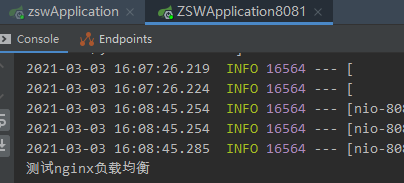 zswApplication × ZSWApplication8081 ×
Console Endpoints
2021-03-03 16:07:26.219 INFO 16564 --- [
2021-03-03 16:07:26.224 INFO 16564 --- [
2021-03-03 16:08:45.254 INFO 16564 --- [nio-808
2021-03-03 16:08:45.254 INFO 16564 --- [nio-808
2021-03-03 16:08:45.285 INFO 16564 --- [nio-808
测试nginx负载均衡